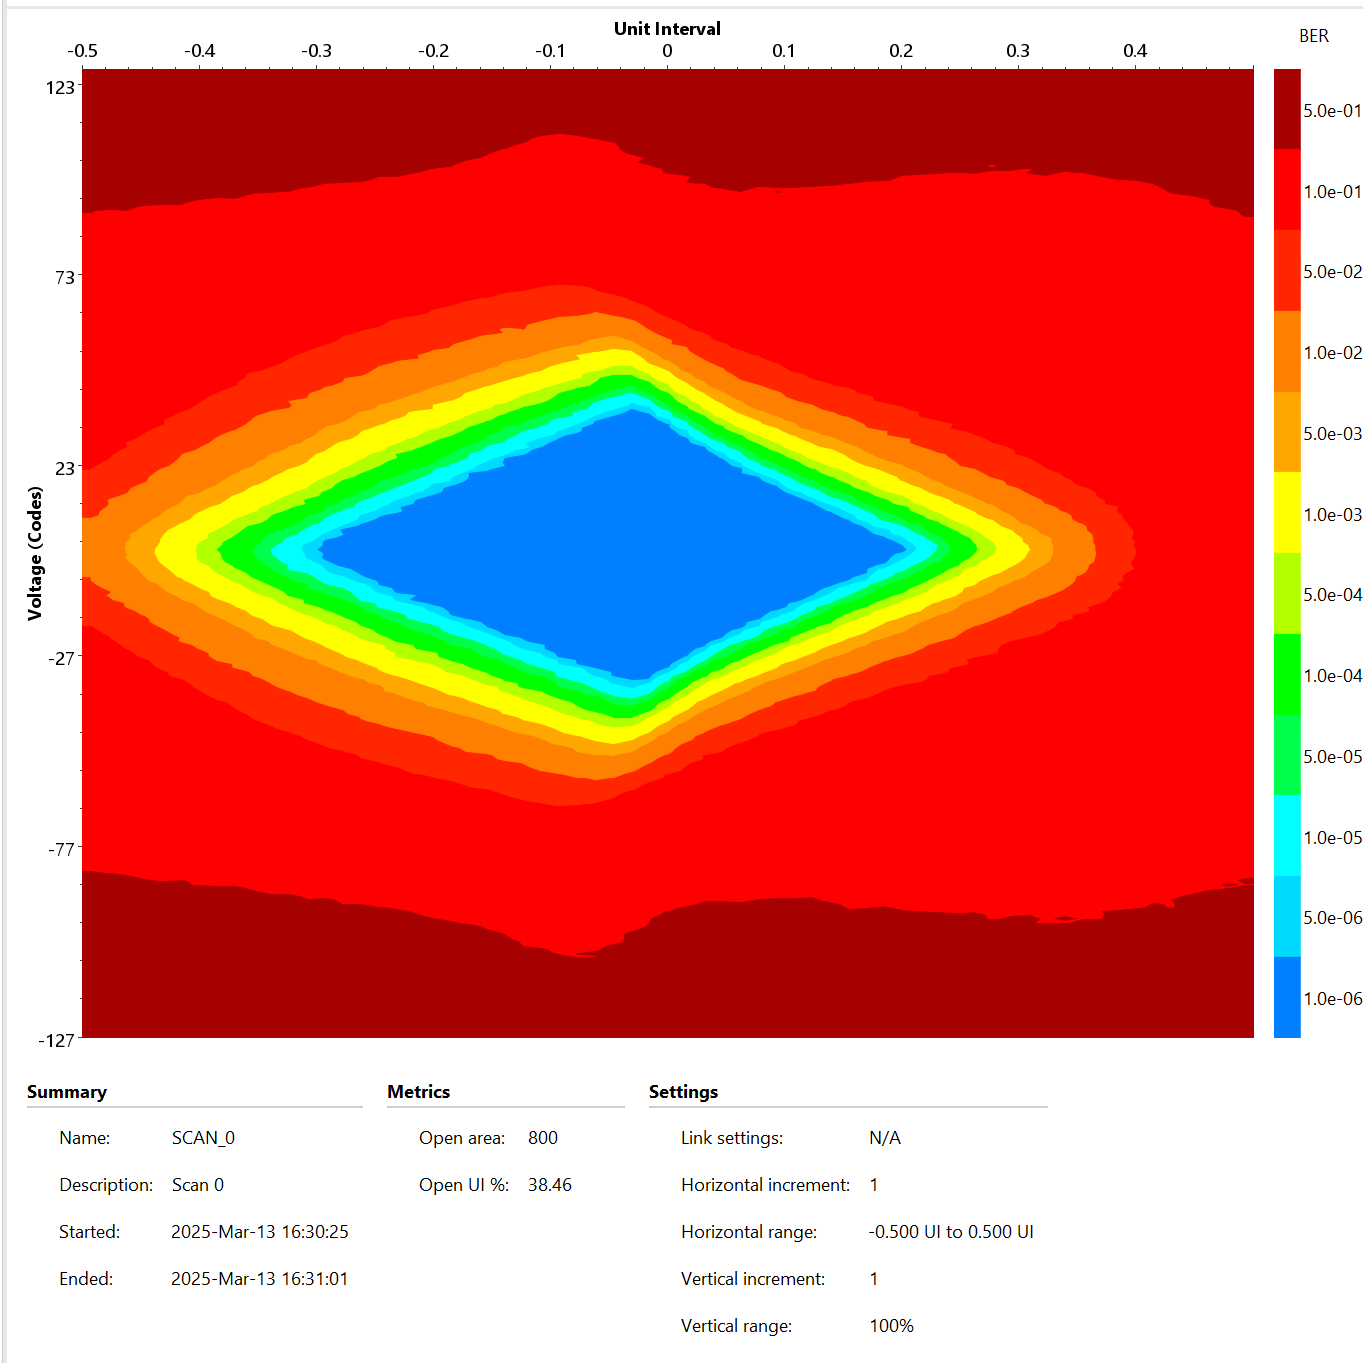 Unit Interval
BER
-0.5 -0.4 -0.3 -0.2 -0.1 0 0.1 0.2 0.3 0.4
123
73
23
-27
-77
-127
Voltage (Codes)
5.0e-01
1.0e-01
5.0e-02
1.0e-02
5.0e-03
1.0e-03
5.0e-04
1.0e-04
5.0e-05
1.0e-05
5.0e-06
1.0e-06
Summary
Name: SCAN_0
Description: Scan 0
Started: 2025-Mar-13 16:30:25
Ended: 2025-Mar-13 16:31:01
Metrics
Open area: 800
Open UI %: 38.46
Settings
Link settings: N/A
Horizontal increment: 1
Horizontal range: -0.500 UI to 0.500 UI
Vertical increment: 1
Vertical range: 100%